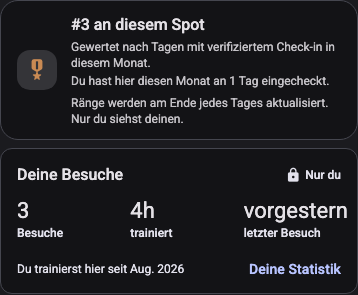 #3 an diesem Spot
Gewertet nach Tagen mit verifiziertem Check-in in
diesem Monat.
Du hast hier diesen Monat an 1 Tag eingecheckt.
Ränge werden am Ende jedes Tages aktualisiert.
Nur du siehst deinen.
Deine Besuche
Nur du
3
4h
vorgestern
Besuche
trainiert
letzter Besuch
Du trainierst hier seit Aug. 2026
Deine Statistik